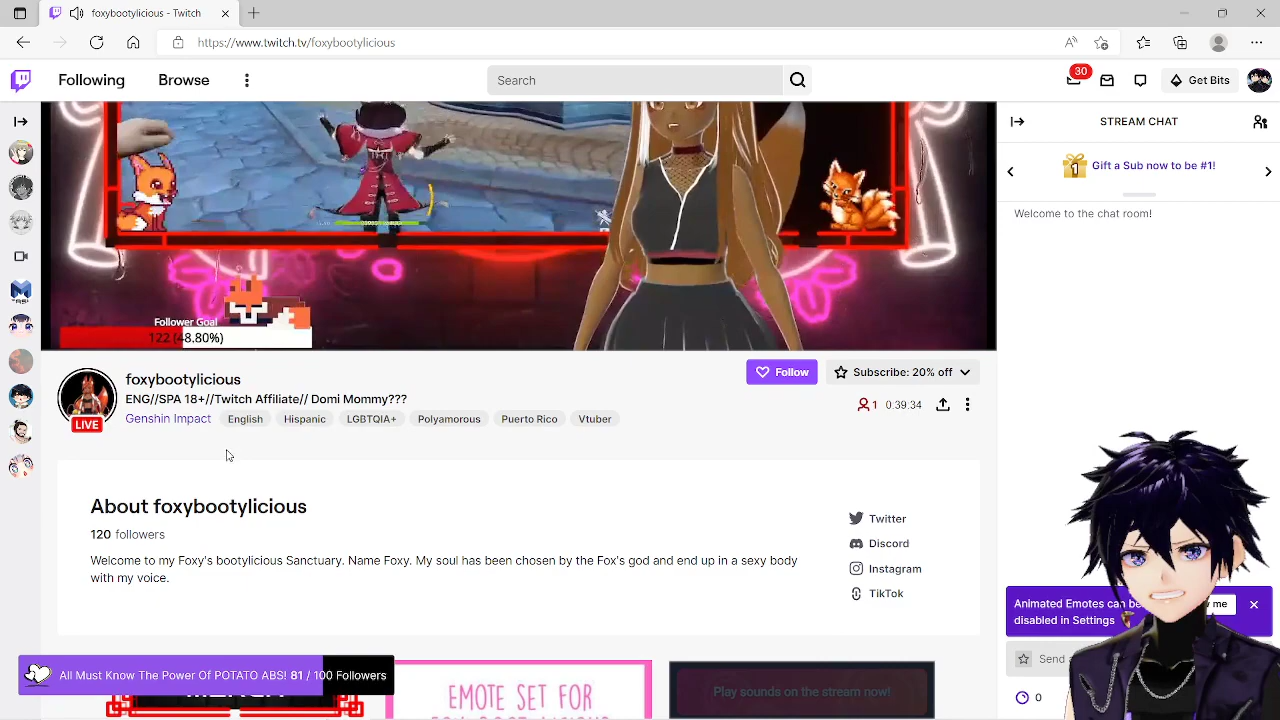 foxybootylicious - Twitch
https://www.twitch.tv/foxybootylicious
Following
Browse
Search
30
Get Bits
STREAM CHAT
1
Gift a Sub now to be #1!
Welcome to the chat room!
Follower Goal
122 (48.80%)
foxybootylicious
Follow
Subscribe: 20% off
ENG//SPA 18+//Twitch Affiliate// Domi Mommy???
1
0:39:34
LIVE
Genshin Impact
English
Hispanic
LGBTQIA+
Polyamorous
Puerto Rico
Vtuber
About foxybootylicious
120 followers
Welcome to my Foxy's bootylicious Sanctuary. Name Foxy. My soul has been chosen by the Fox's god and end up in a sexy body
with my voice.
Twitter
Discord
Instagram
TikTok
Animated Emotes can be
me
disabled in Settings
Send
0
All Must Know The Power Of POTATO ABS! 81 / 100 Followers
EMOTE SET FOR
Play sounds on the stream now!